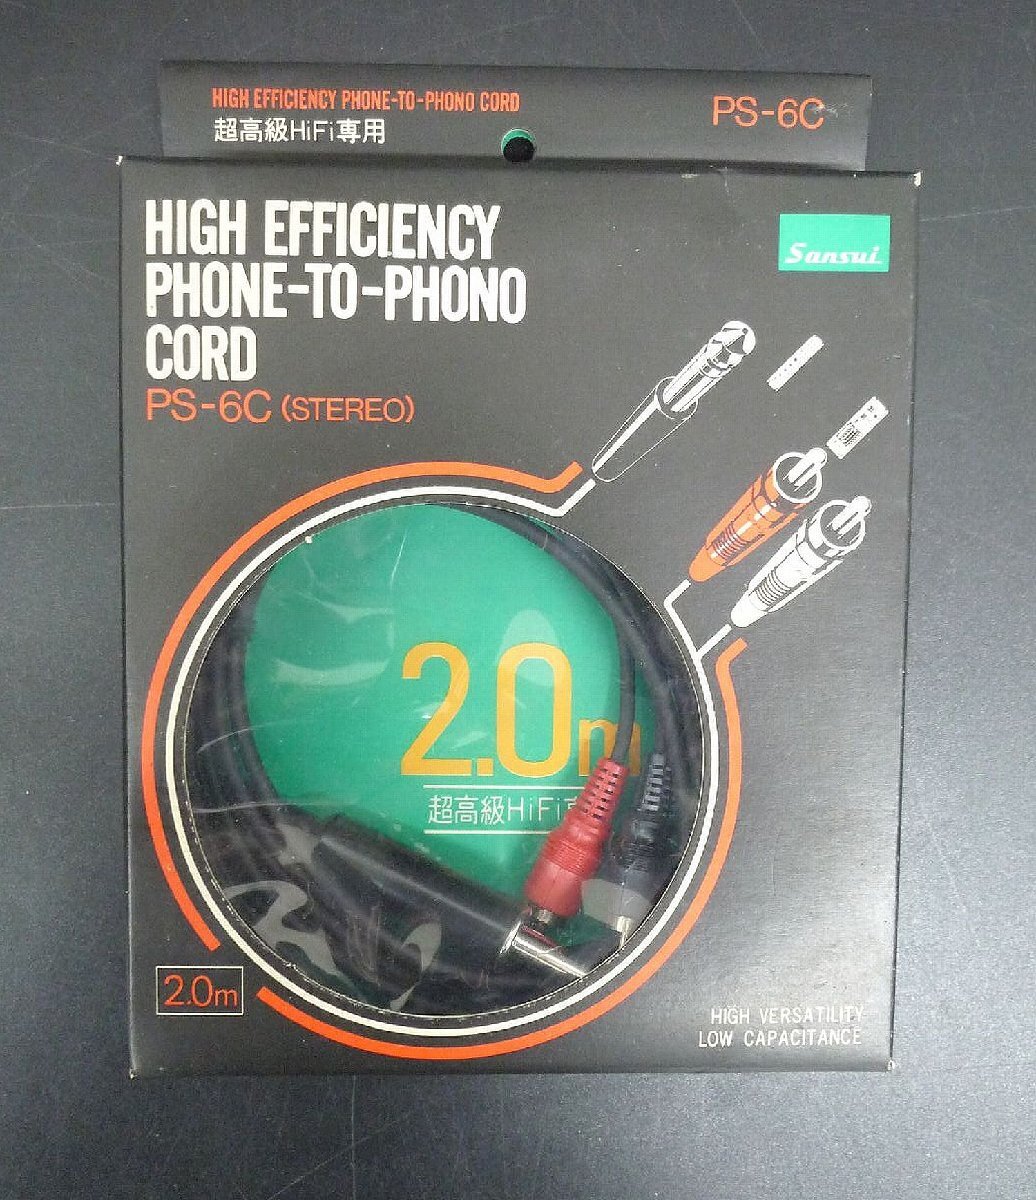 HIGH EFFICIENCY PHONE-TO-PHONO CORD
超高級HiFi専用
PS-6C
HIGH EFFICIENCY
PHONE-TO-PHONO
CORD
PS-6C (STEREO)
Sansui
2.0m
超高級HiFi専
2.0m
HIGH VERSATILITY
LOW CAPACITANCE